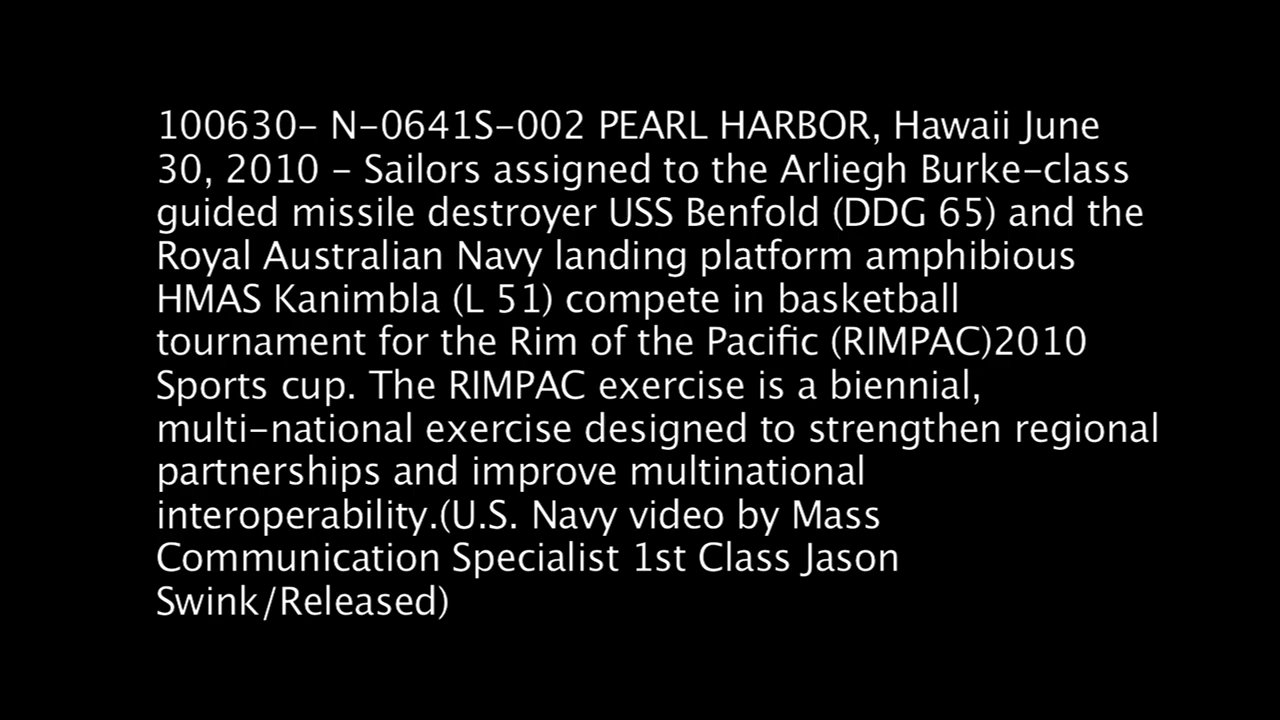 100630– N–0641S–002 PEARL HARBOR, Hawaii June
30, 2010 – Sailors assigned to the Arliegh Burke–class
guided missile destroyer USS Benfold (DDG 65) and the
Royal Australian Navy landing platform amphibious
HMAS Kanimbla (L 51) compete in basketball
tournament for the Rim of the Pacific (RIMPAC)2010
Sports cup. The RIMPAC exercise is a biennial,
multi–national exercise designed to strengthen regional
partnerships and improve multinational
interoperability.(U.S. Navy video by Mass
Communication Specialist 1st Class Jason
Swink/Released)